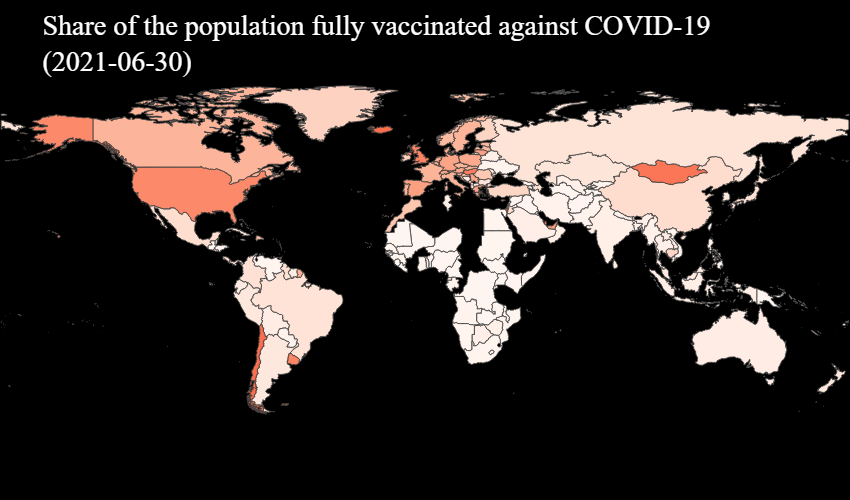 Share of the population fully vaccinated against COVID-19
(2021-06-30)